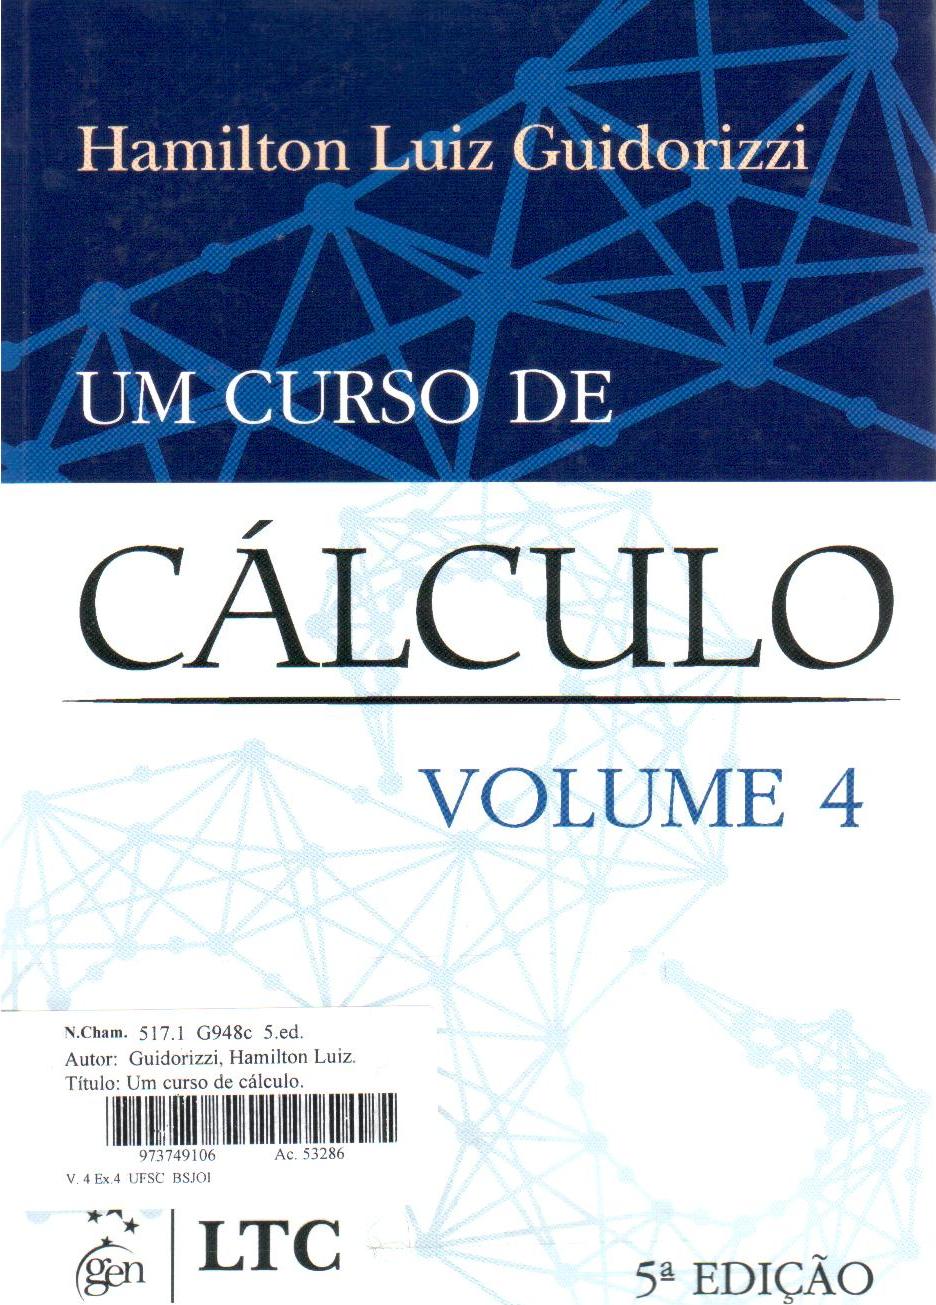 Hamilton Luiz Guidorizzi
UM CURSO DE
CÁLCULO
VOLUME 4
N.Cham. 517.1 G948c 5.ed.
Autor: Guidorizzi, Hamilton Luiz.
Título: Um curso de cálculo.
973749106 Ac. 53286
V. 4 Ex.4 UFSC BSJOI
gen LTC
5ª EDIÇÃO